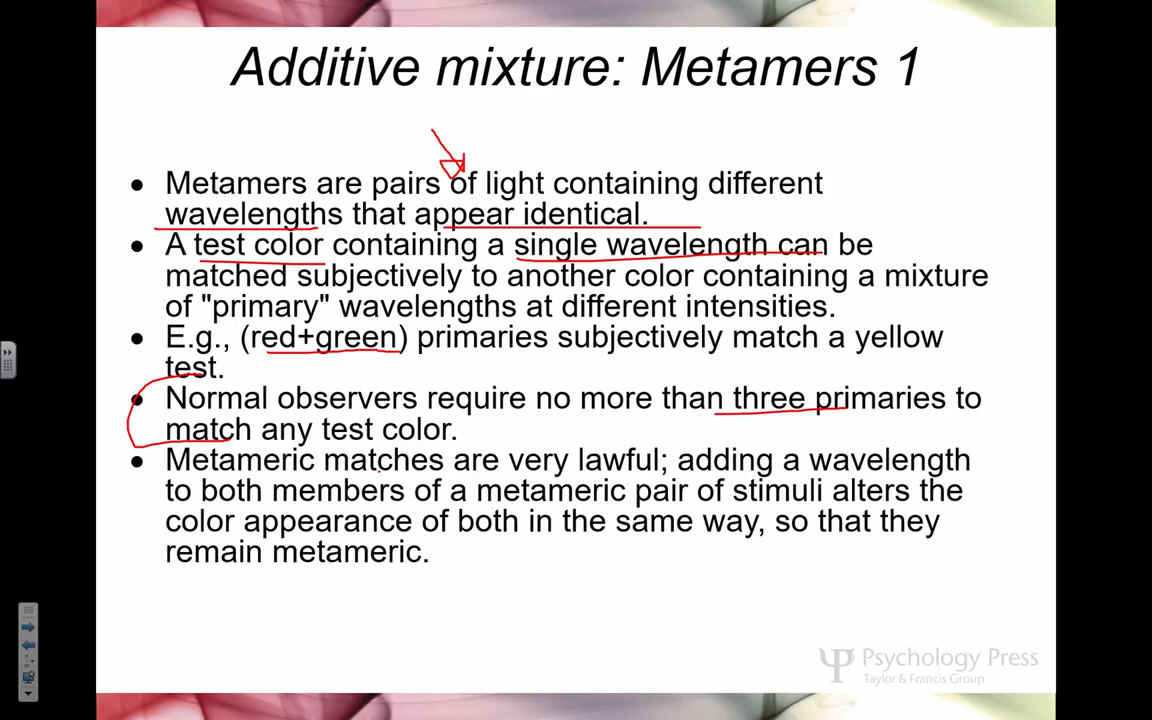 Additive mixture: Metamers 1
• Metamers are pairs of light containing different
wavelengths that appear identical.
• A test color containing a single wavelength can be
matched subjectively to another color containing a mixture
of "primary" wavelengths at different intensities.
• E.g., (red+green) primaries subjectively match a yellow
test.
• Normal observers require no more than three primaries to
match any test color.
• Metameric matches are very lawful; adding a wavelength
to both members of a metameric pair of stimuli alters the
color appearance of both in the same way, so that they
remain metameric.
Psychology Press
Taylor & Francis Group